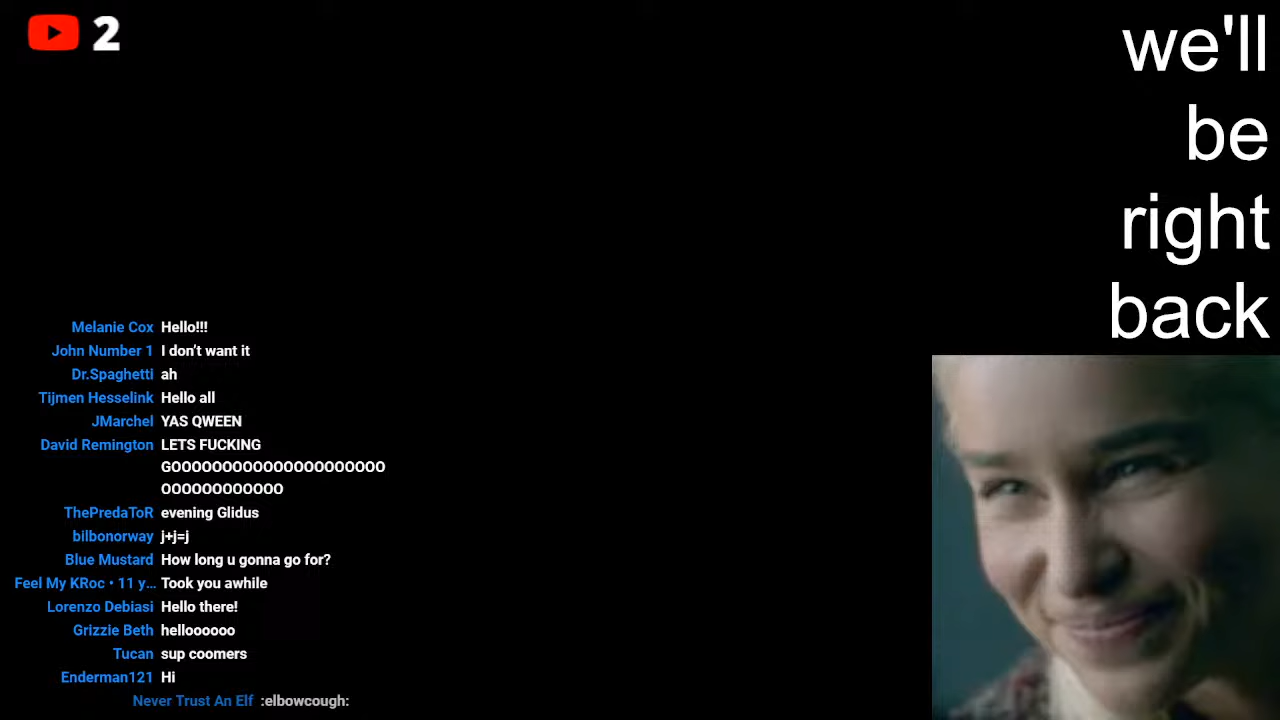 2
we'll
be
right
back
Melanie Cox Hello!!!
John Number 1 I don’t want it
Dr.Spaghetti ah
Tijmen Hesselink Hello all
JMarchel YAS QWEEN
David Remington LETS FUCKING
GOOOOOOOOOOOOOOOOOOOOO
OOOOOOOOOOOO
ThePredaToR evening Glidus
bilbonorway j+j=j
Blue Mustard How long u gonna go for?
Feel My KRoc • 11 y... Took you awhile
Lorenzo Debiasi Hello there!
Grizzie Beth helloooooo
Tucan sup coomers
Enderman121 Hi
Never Trust An Elf :elbowcough: